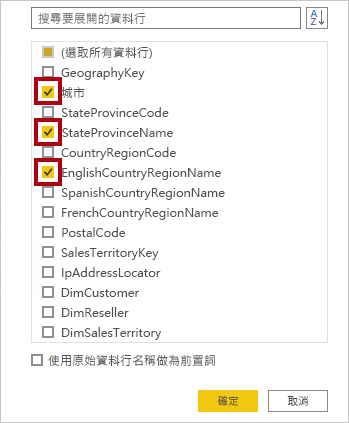 搜尋要展開的資料行
A
Z
(選取所有資料行)
GeographyKey
城市
StateProvinceCode
StateProvinceName
CountryRegionCode
EnglishCountryRegionName
SpanishCountryRegionName
FrenchCountryRegionName
PostalCode
SalesTerritoryKey
IpAddressLocator
DimCustomer
DimReseller
DimSalesTerritory
使用原始資料行名稱做為前置詞
確定
取消